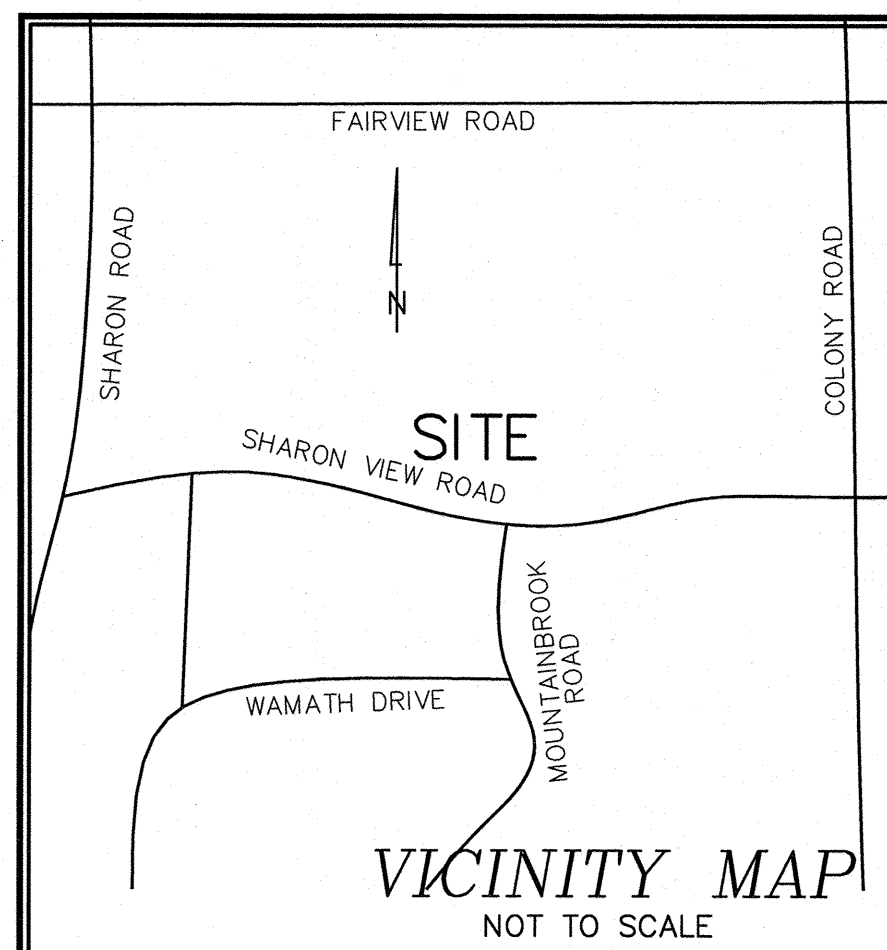 FAIRVIEW ROAD
SHARON ROAD
COLONY ROAD
N
SITE
SHARON VIEW ROAD
MOUNTAINBROOK
ROAD
WAMATH DRIVE
VICINITY MAP
NOT TO SCALE